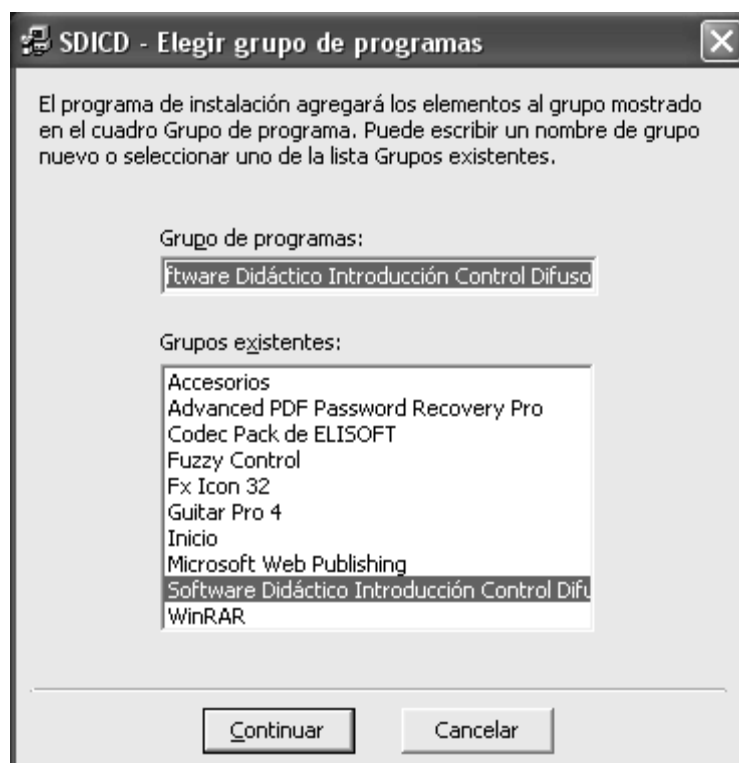 SDICD - Elegir grupo de programas
El programa de instalación agregará los elementos al grupo mostrado
en el cuadro Grupo de programa. Puede escribir un nombre de grupo
nuevo o seleccionar uno de la lista Grupos existentes.
Grupo de programas:
ftware Didáctico Introducción Control Difuso
Grupos existentes:
Accesorios
Advanced PDF Password Recovery Pro
Codec Pack de ELISOFT
Fuzzy Control
Fx Icon 32
Guitar Pro 4
Inicio
Microsoft Web Publishing
Software Didáctico Introducción Control Difu
WinRAR
Continuar
Cancelar